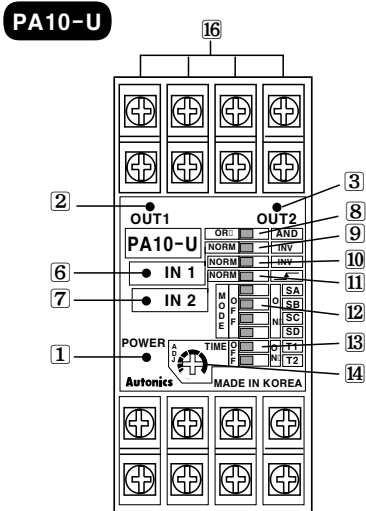 PA10-U
16
2
3
OUT1
OUT2
8
OR
AND
PA10-U
NORM
INV
9
NORM
INV
10
6
IN 1
NORM
11
7
IN 2
MODE
OFF
ON
SA
SB
SC
SD
12
1
POWER
ADJ
TIME
OFF
ON
T1
T2
13
14
Autonics
MADE IN KOREA